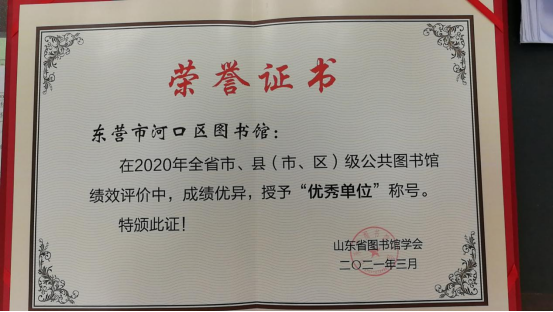 荣誉证书
东营市河口区图书馆：
在2020年全省市、县（市、区）级公共图书馆
绩效评价中，成绩优异，授予“优秀单位”称号。
特颁此证！
山东省图书馆学会
二〇二一年三月